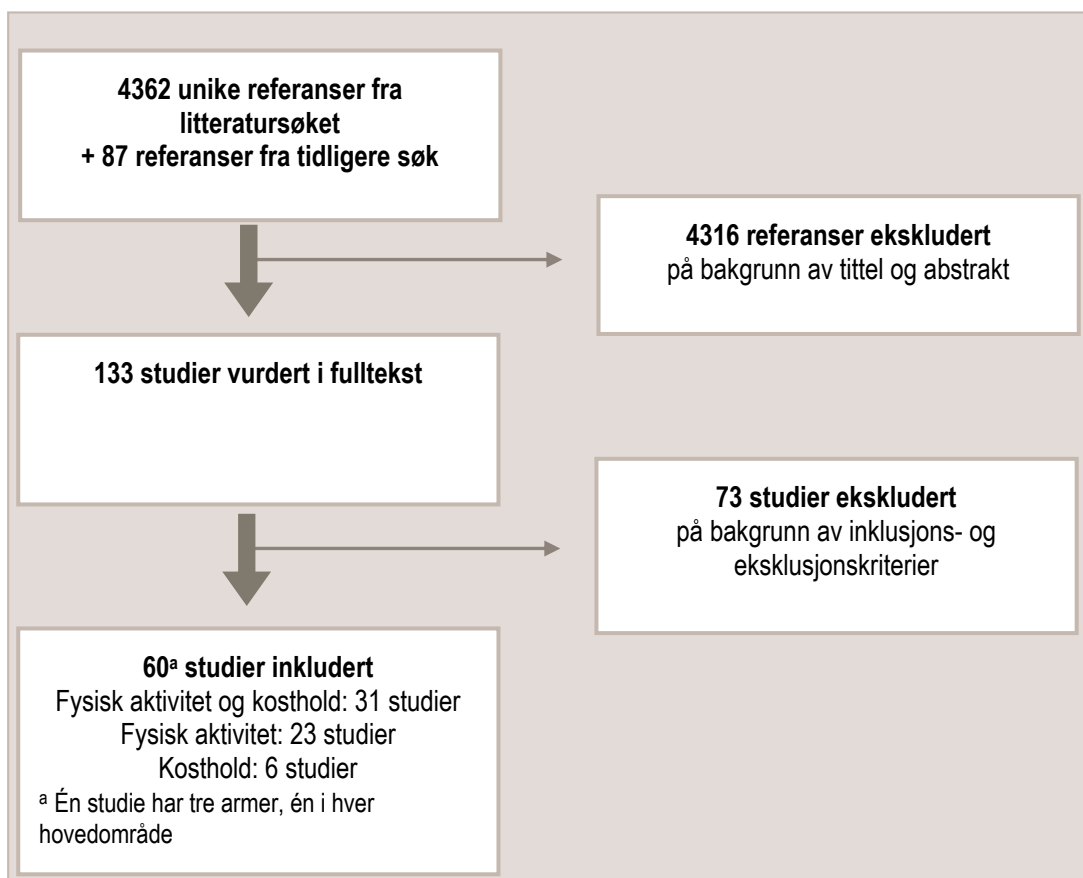 4362 unike referanser fra
litteratursøket
+ 87 referanser fra tidligere søk
4316 referanser ekskludert
på bakgrunn av tittel og abstrakt
133 studier vurdert i fulltekst
73 studier ekskludert
på bakgrunn av inklusjons- og
eksklusjonskriterier
60ª studier inkludert
Fysisk aktivitet og kosthold: 31 studier
Fysisk aktivitet: 23 studier
Kosthold: 6 studier
ª Én studie har tre armer, én i hver
hovedområde